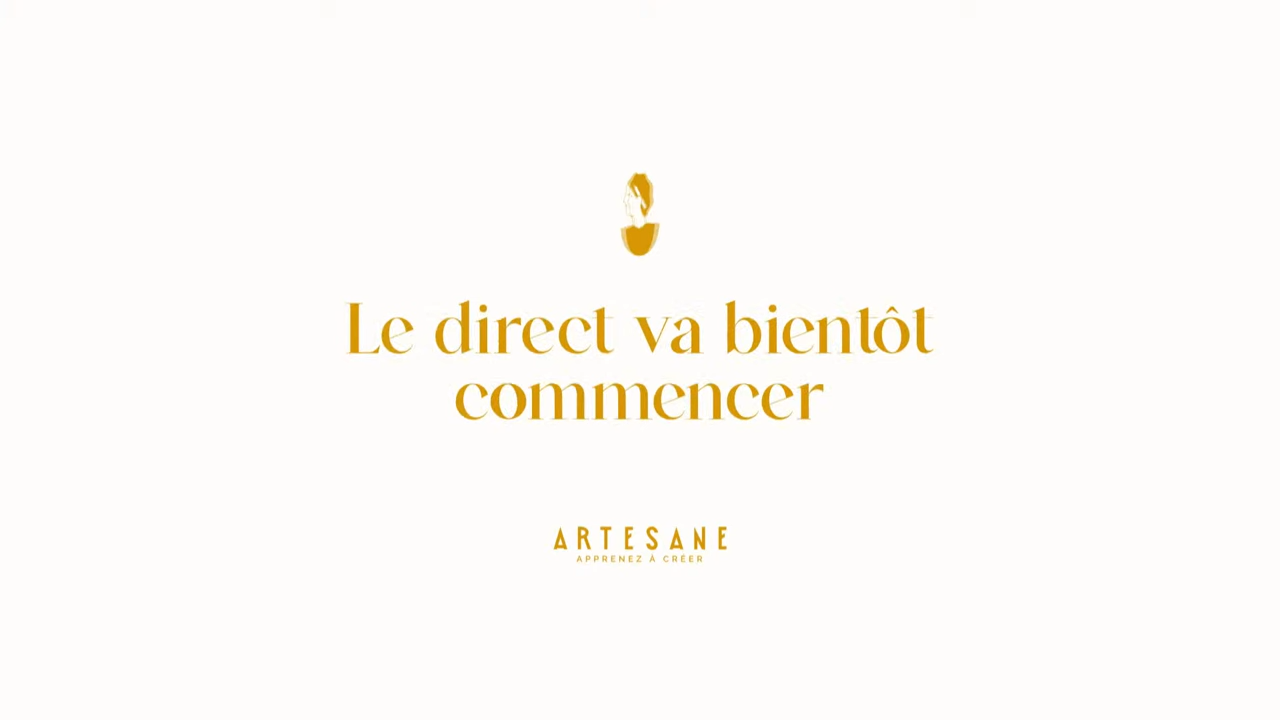 Le direct va bientôt
commencer
ARTESANE
APPRENEZ À CRÉER